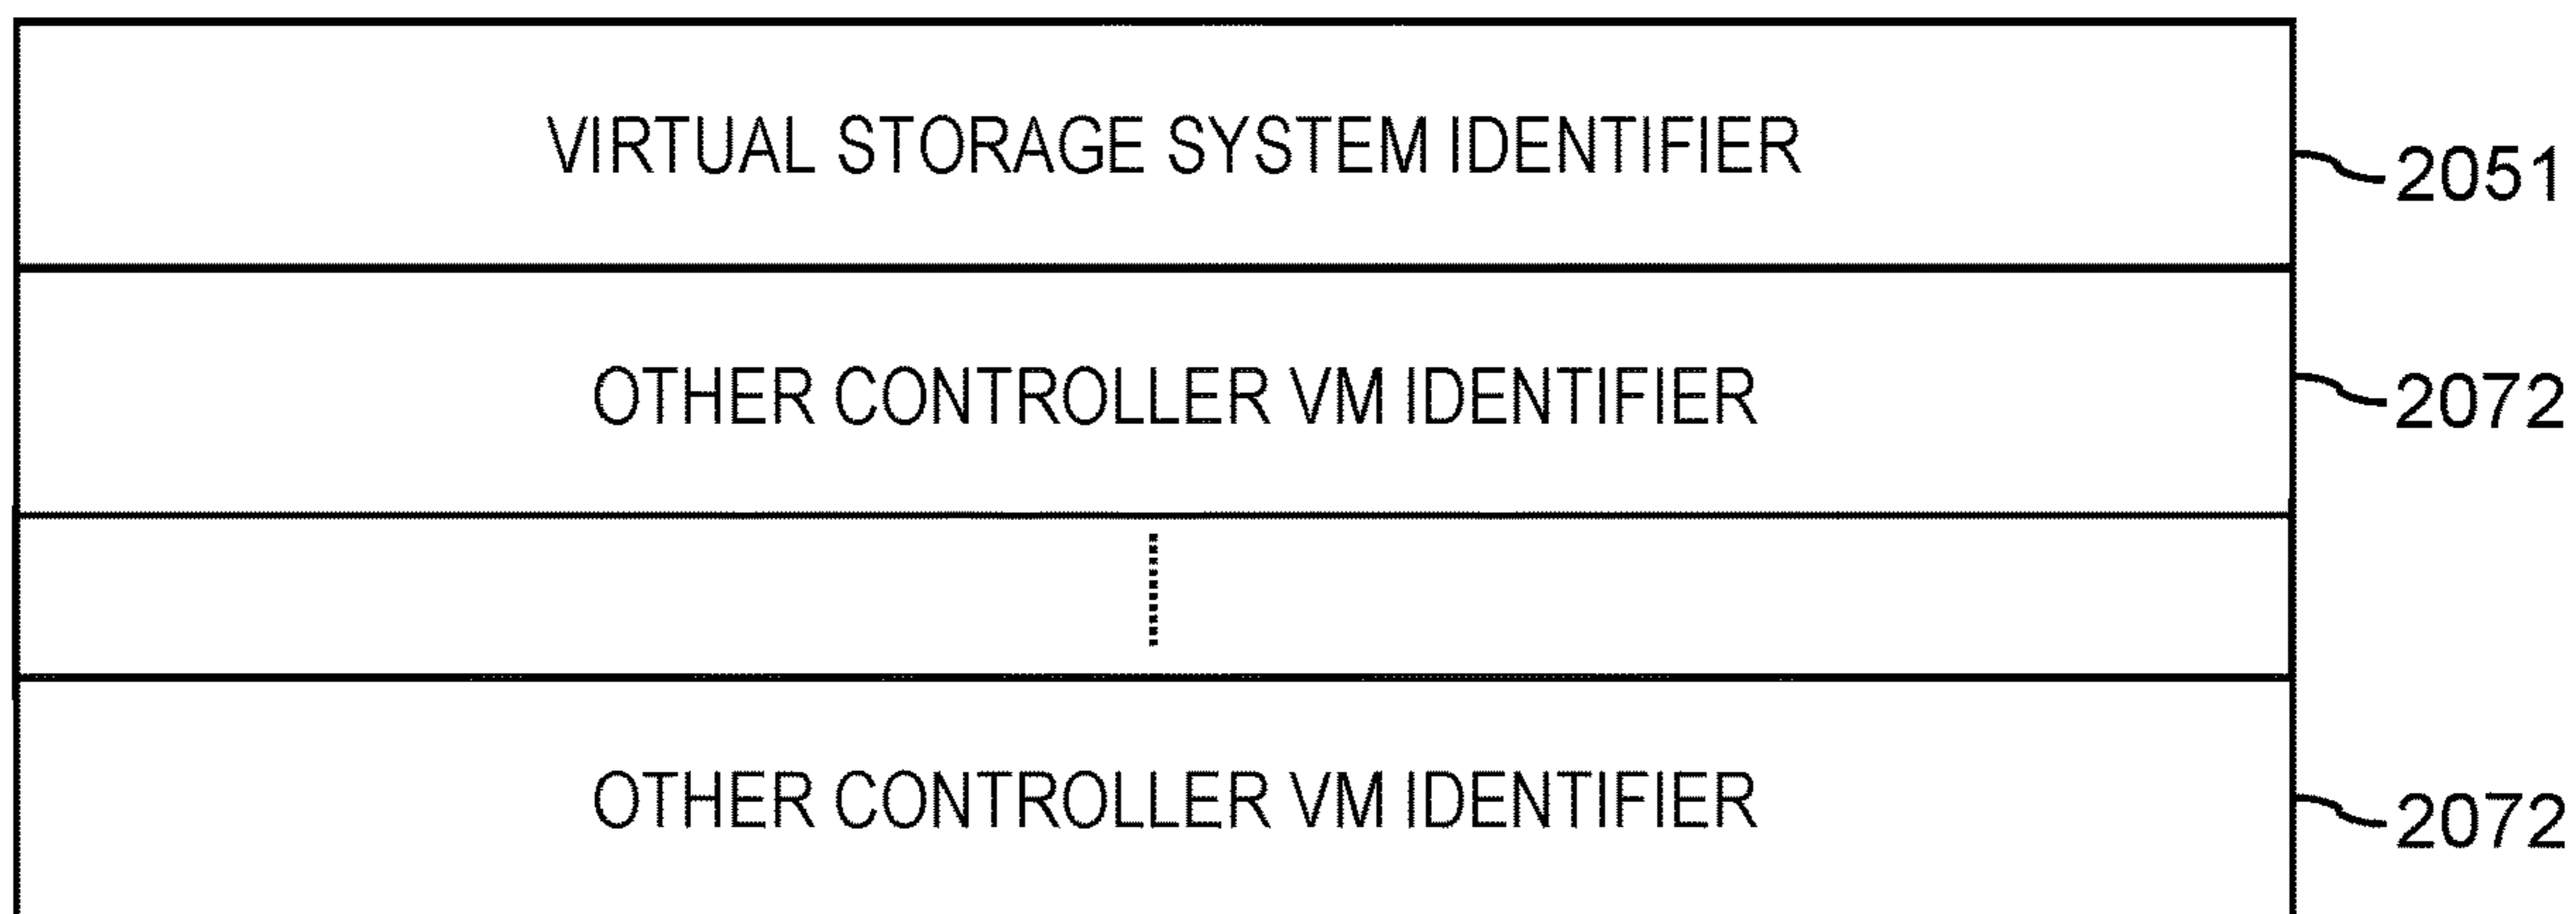 VIRTUAL STORAGE SYSTEM IDENTIFIER
2051
OTHER CONTROLLER VM IDENTIFIER
2072
OTHER CONTROLLER VM IDENTIFIER
2072